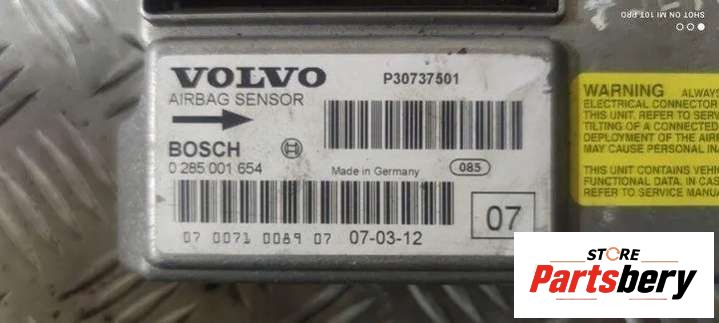 SHOT ON MI 10T PRO
VOLVO
P30737501
AIRBAG SENSOR
BOSCH
0 285 001 654
Made in Germany
085
07
07 0071 0089 07 07-03-12
WARNING ALWAYS
ELECTRICAL CONNECTOR
THIS UNIT. REFER TO SERV
TILTING OF A CONNECTED
DEPLOYMENT OF THE AIR
MAY CAUSE PERSONAL INJ
THIS UNIT CONTAINS VEHI
FUNCTIONAL DATA. IN CAS
REFER TO SERVICE MANUA
STORE
Partsbery